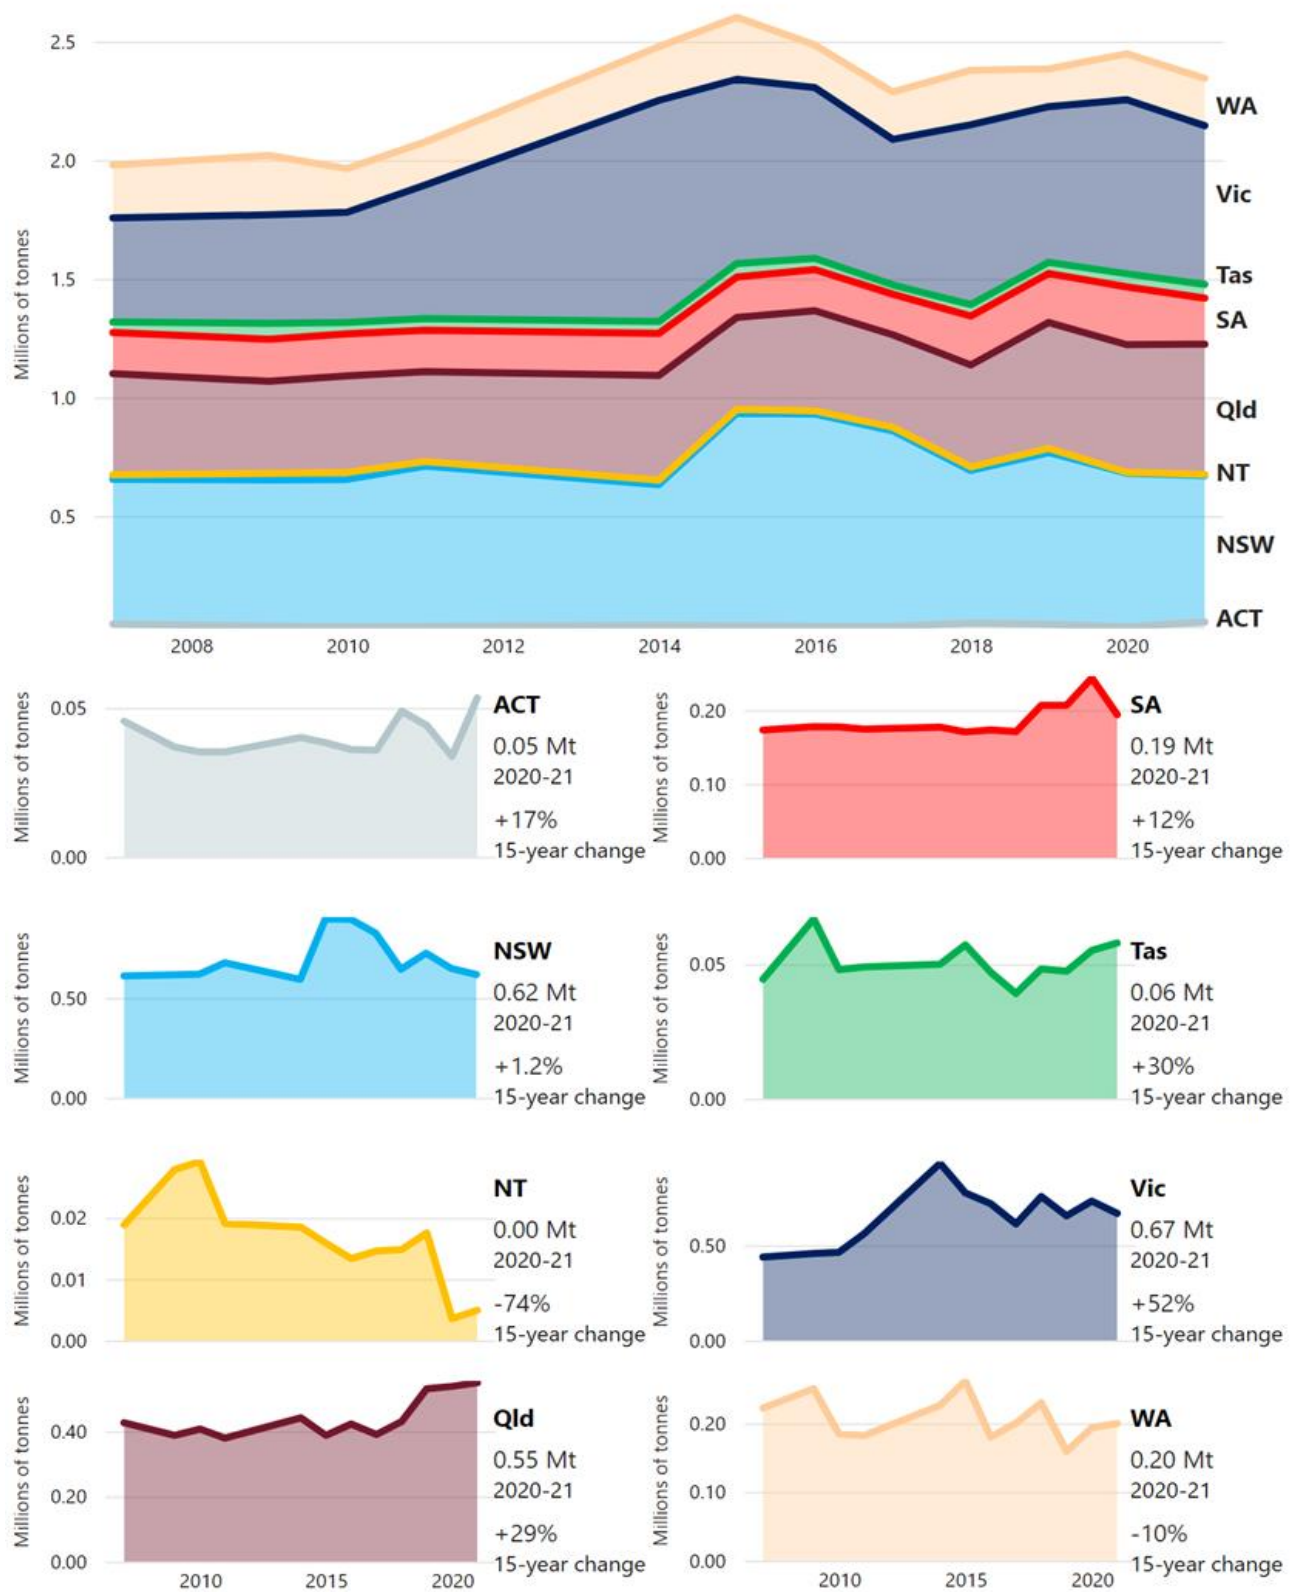 Millions of tonnes
2.5
2.0
1.5
1.0
0.5
WA
Vic
Tas
SA
Qld
NT
NSW
ACT
2008 2010 2012 2014 2016 2018 2020
Millions of tonnes
0.05
0.00
ACT
0.05 Mt
2020-21
+17%
15-year change
Millions of tonnes
0.20
0.10
0.00
SA
0.19 Mt
2020-21
+12%
15-year change
Millions of tonnes
0.50
0.00
NSW
0.62 Mt
2020-21
+1.2%
15-year change
Millions of tonnes
0.05
0.00
Tas
0.06 Mt
2020-21
+30%
15-year change
Millions of tonnes
0.02
0.01
0.00
NT
0.00 Mt
2020-21
-74%
15-year change
Millions of tonnes
0.50
0.00
Vic
0.67 Mt
2020-21
+52%
15-year change
Millions of tonnes
0.40
0.20
0.00
Qld
0.55 Mt
2020-21
+29%
15-year change
2010 2015 2020
Millions of tonnes
0.20
0.10
0.00
WA
0.20 Mt
2020-21
-10%
15-year change
2010 2015 2020